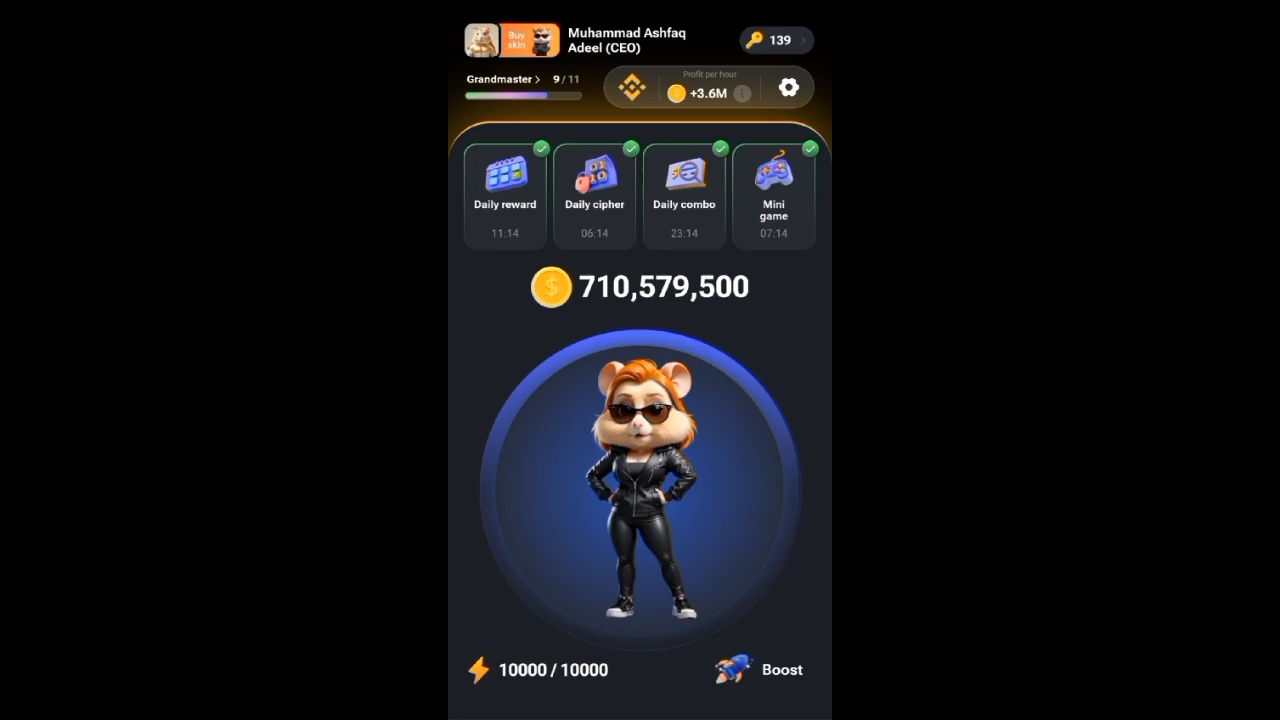 Buy
skin
Muhammad Ashfaq
Adeel (CEO)
139
Grandmaster > 9 / 11
Profit per hour
+3.6M
Daily reward
11:14
Daily cipher
06:14
Daily combo
23:14
Mini
game
07:14
710,579,500
10000 / 10000
Boost